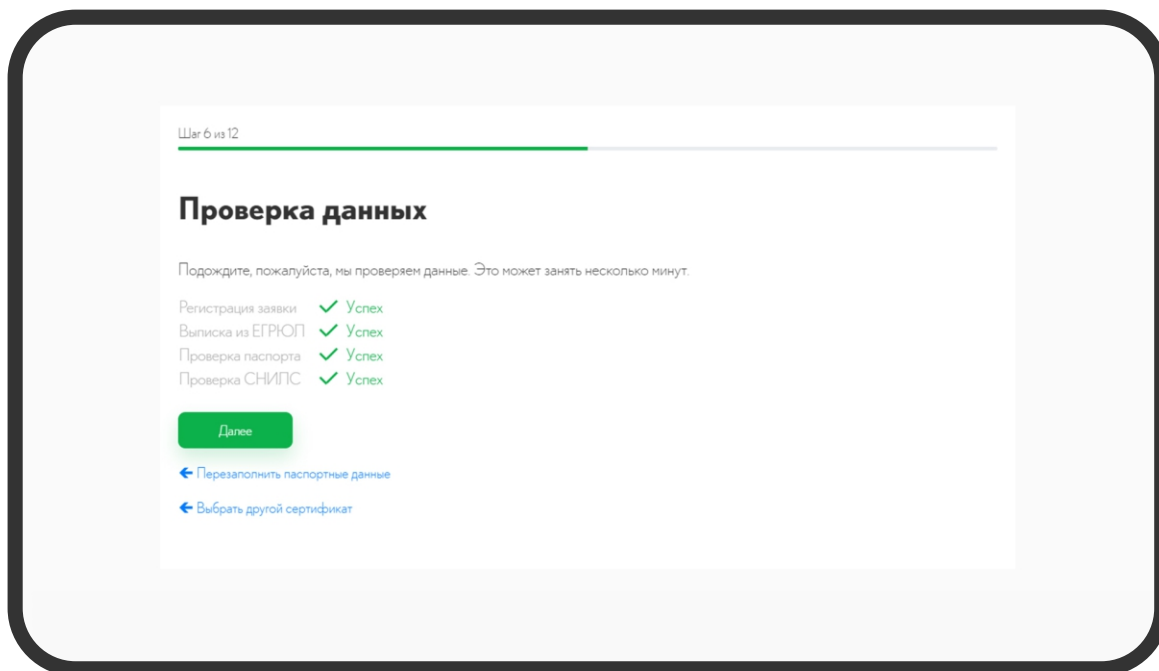 Шаг 6 из 12
Проверка данных
Подождите, пожалуйста, мы проверяем данные. Это может занять несколько минут.
Регистрация заявки ✓ Успех
Выписка из ЕГРЮЛ ✓ Успех
Проверка паспорта ✓ Успех
Проверка СНИЛС ✓ Успех
Далее
← Перезаполнить паспортные данные
← Выбрать другой сертификат